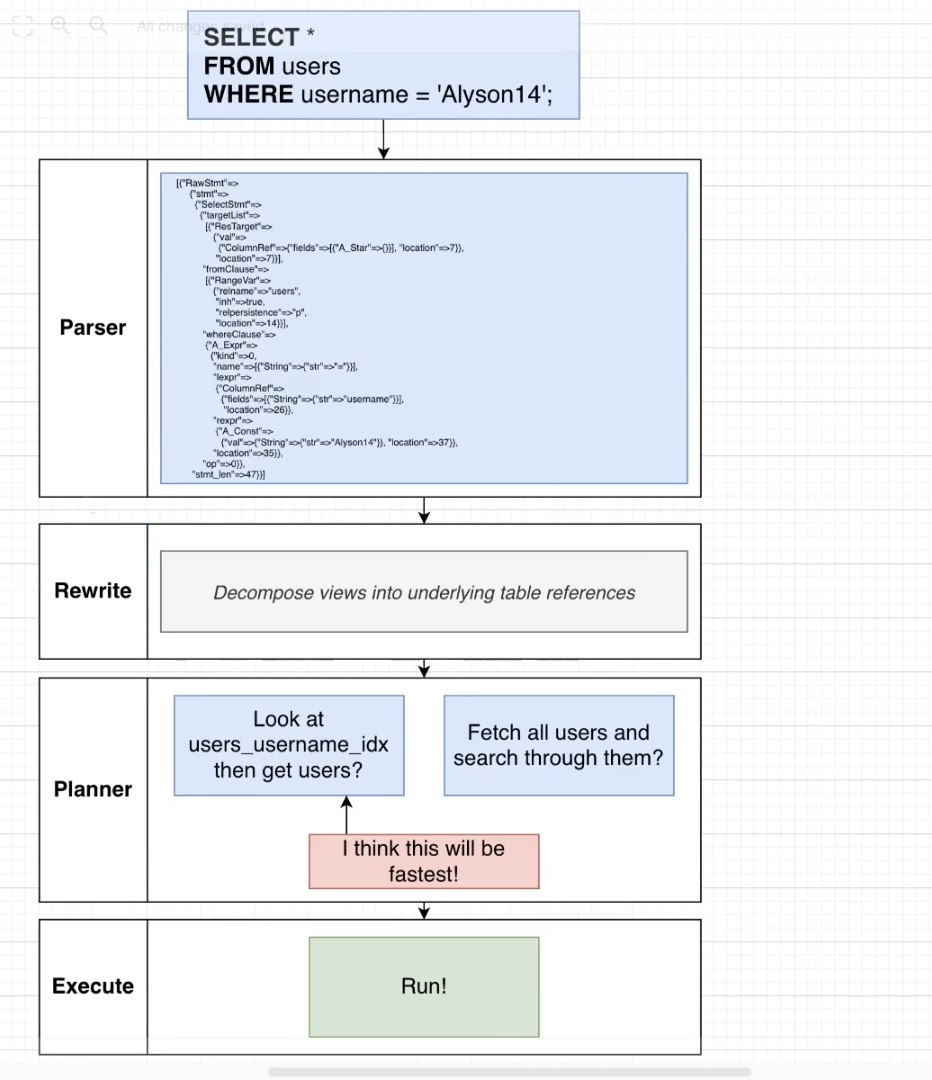 All changes saved
SELECT *
FROM users
WHERE username = 'Alyson14';
Parser
[{"RawStmt"=>
{"stmt"=>
{"SelectStmt"=>
{"targetList"=>
[{"ResTarget"=>
{"val"=>
{"ColumnRef"=>{"fields"=>[{"A_Star"=>{}}], "location"=>7}},
"location"=>7}}],
"fromClause"=>
[{"RangeVar"=>
{"relname"=>"users",
"inh"=>true,
"relpersistence"=>"p",
"location"=>14}}],
"whereClause"=>
{"A_Expr"=>
{"kind"=>0,
"name"=>[{"String"=>{"str"=>"="}}],
"lexpr"=>
{"ColumnRef"=>
{"fields"=>[{"String"=>{"str"=>"username"}}],
"location"=>26}},
"rexpr"=>
{"A_Const"=>
{"val"=>{"String"=>{"str"=>"Alyson14"}}, "location"=>37}},
"location"=>35}},
"op"=>0}},
"stmt_len"=>47}}]
Rewrite
Decompose views into underlying table references
Planner
Look at
users_username_idx
then get users?
Fetch all users and
search through them?
I think this will be
fastest!
Execute
Run!